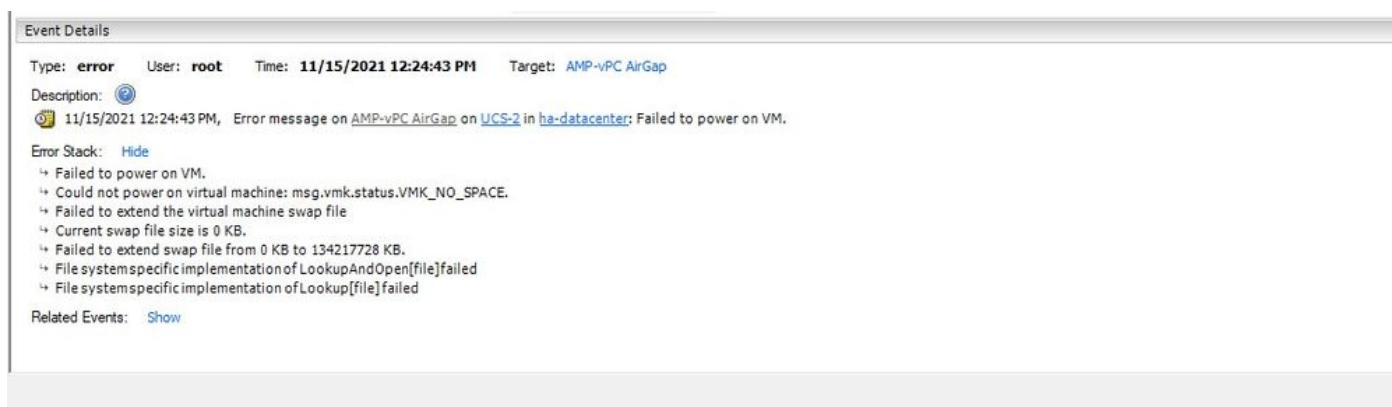 Event Details
Type: error User: root Time: 11/15/2021 12:24:43 PM Target: AMP-vPC AirGap
Description:
11/15/2021 12:24:43 PM, Error message on AMP-vPC AirGap on UCS-2 in ha-datacenter: Failed to power on VM.
Error Stack: Hide
Failed to power on VM.
Could not power on virtual machine: msg.vmk.status.VMK_NO_SPACE.
Failed to extend the virtual machine swap file
Current swap file size is 0 KB.
Failed to extend swap file from 0 KB to 134217728 KB.
File system specific implementation of LookupAndOpen[file] failed
File system specific implementation of Lookup[file] failed
Related Events: Show